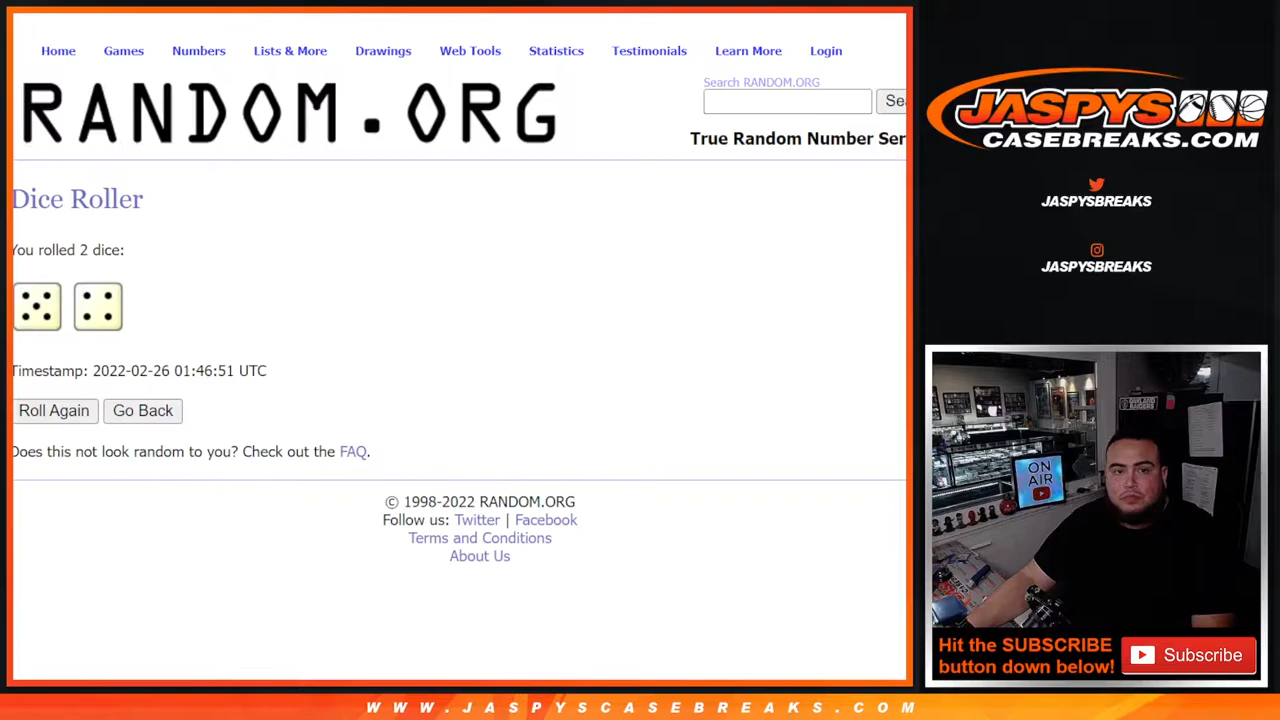 Home Games Numbers Lists & More Drawings Web Tools Statistics Testimonials Learn More Login
RANDOM.ORG
Search RANDOM.ORG
Sea
True Random Number Ser
Dice Roller
You rolled 2 dice:
Timestamp: 2022-02-26 01:46:51 UTC
Roll Again Go Back
Does this not look random to you? Check out the FAQ.
© 1998-2022 RANDOM.ORG
Follow us: Twitter | Facebook
Terms and Conditions
About Us
JASPYS
CASEBREAKS.COM
JASPYSBREAKS
JASPYSBREAKS
OAKLAND
RAIDERS
ON
AIR
Hit the SUBSCRIBE
button down below!
Subscribe
WWW.JASPYSCASEBREAKS.COM